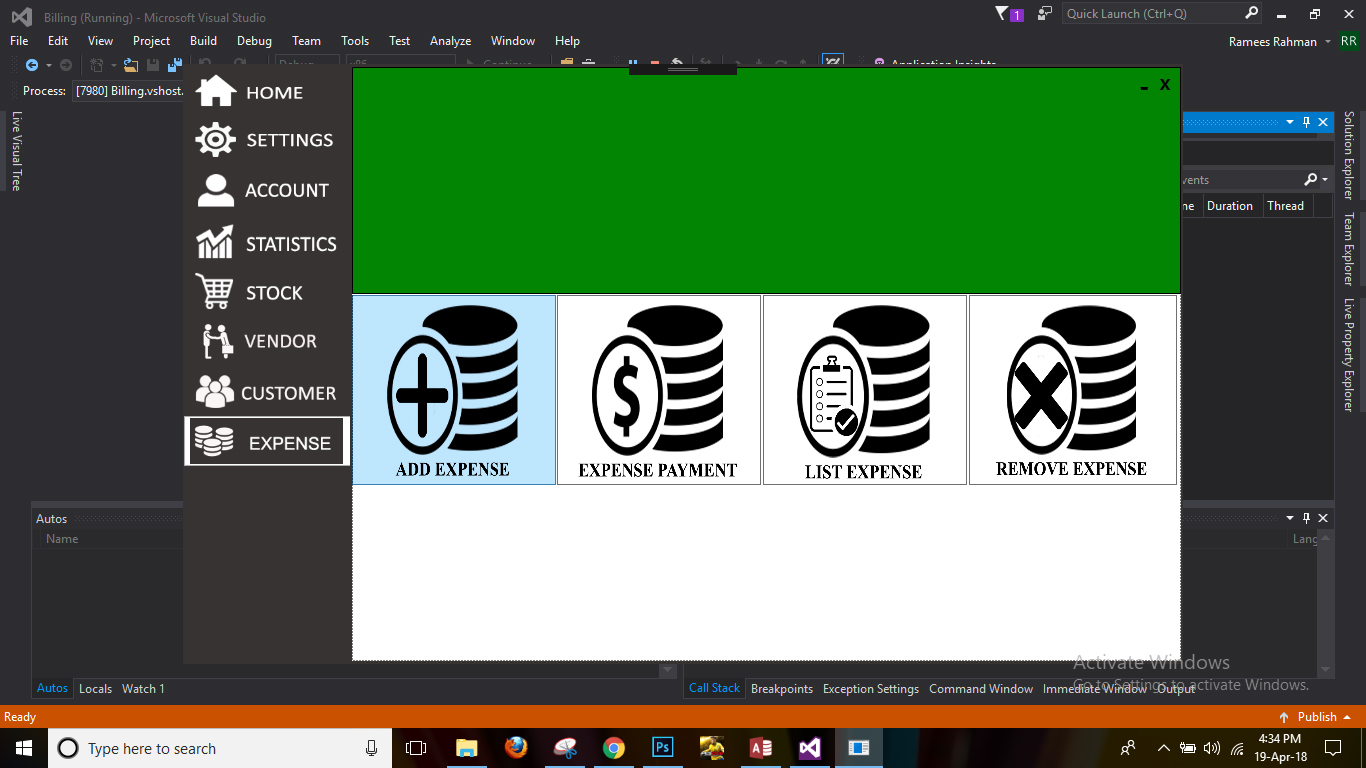 Billing (Running) - Microsoft Visual Studio
1
Quick Launch (Ctrl+Q)
File Edit View Project Build Debug Team Tools Test Analyze Window Help
Ramees Rahman RR
Debug x86 Continue Application Insights
Process: [7980] Billing.vshost.
Live Visual Tree
HOME
SETTINGS
ACCOUNT
STATISTICS
STOCK
VENDOR
CUSTOMER
EXPENSE
- X
ADD EXPENSE
EXPENSE PAYMENT
LIST EXPENSE
REMOVE EXPENSE
Duration Thread
Solution Explorer
Team Explorer
Live Property Explorer
Autos
Name
Lang
Autos Locals Watch 1
Call Stack Breakpoints Exception Settings Command Window Immediate Window Output
Activate Windows
Go to Settings to activate Windows.
Ready
Publish
Type here to search
Ps
4:34 PM
19-Apr-18